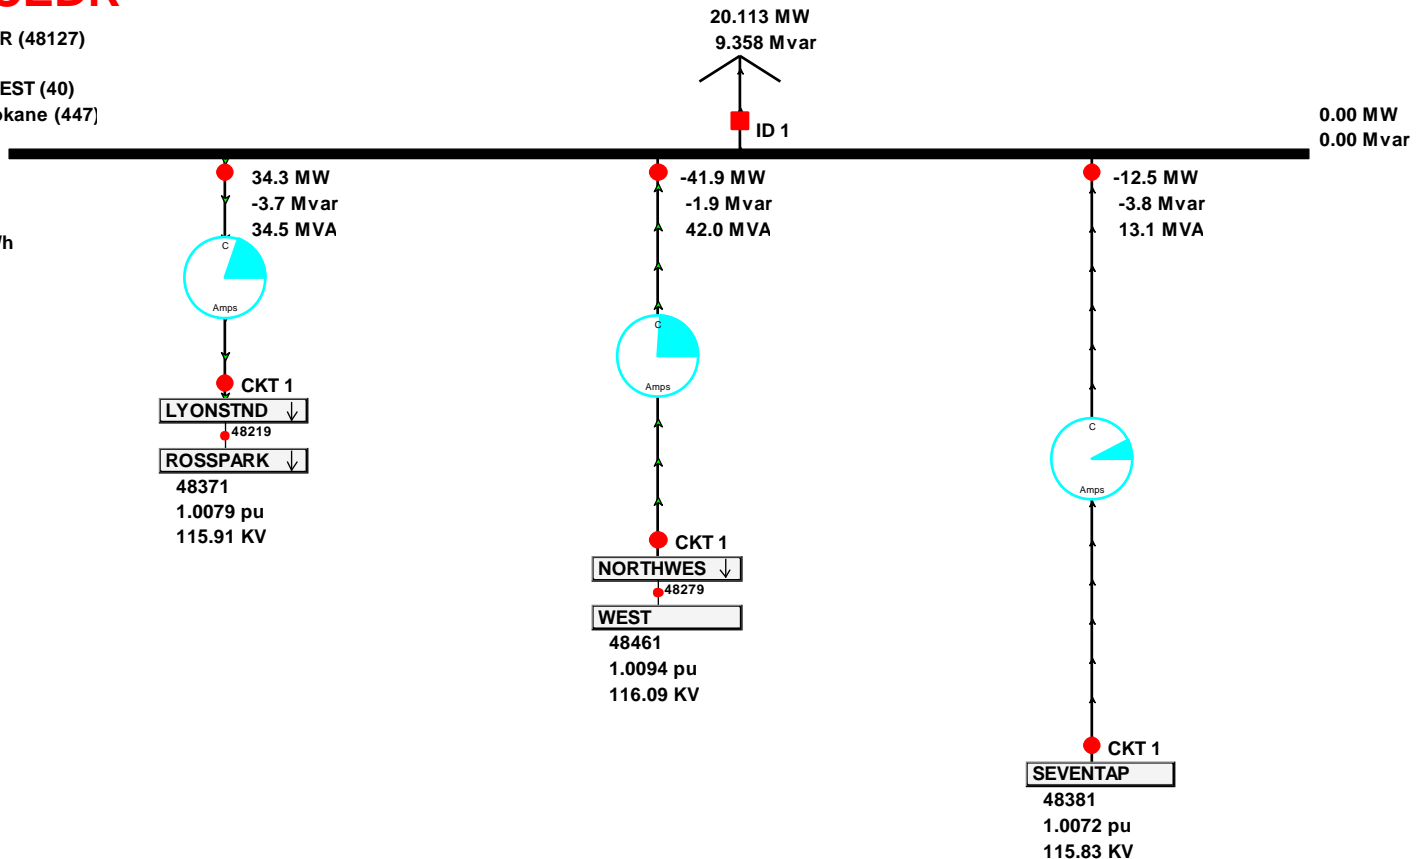 R (48127)
EST (40)
okane (447)
/h
20.113 MW
9.358 Mvar
ID 1
0.00 MW
0.00 Mvar
34.3 MW
-3.7 Mvar
34.5 MVA
C
Amps
CKT 1
LYONSTND
48219
ROSSPARK
48371
1.0079 pu
115.91 KV
-41.9 MW
-1.9 Mvar
42.0 MVA
C
Amps
CKT 1
NORTHWES
48279
WEST
48461
1.0094 pu
116.09 KV
-12.5 MW
-3.8 Mvar
13.1 MVA
C
Amps
CKT 1
SEVENTAP
48381
1.0072 pu
115.83 KV